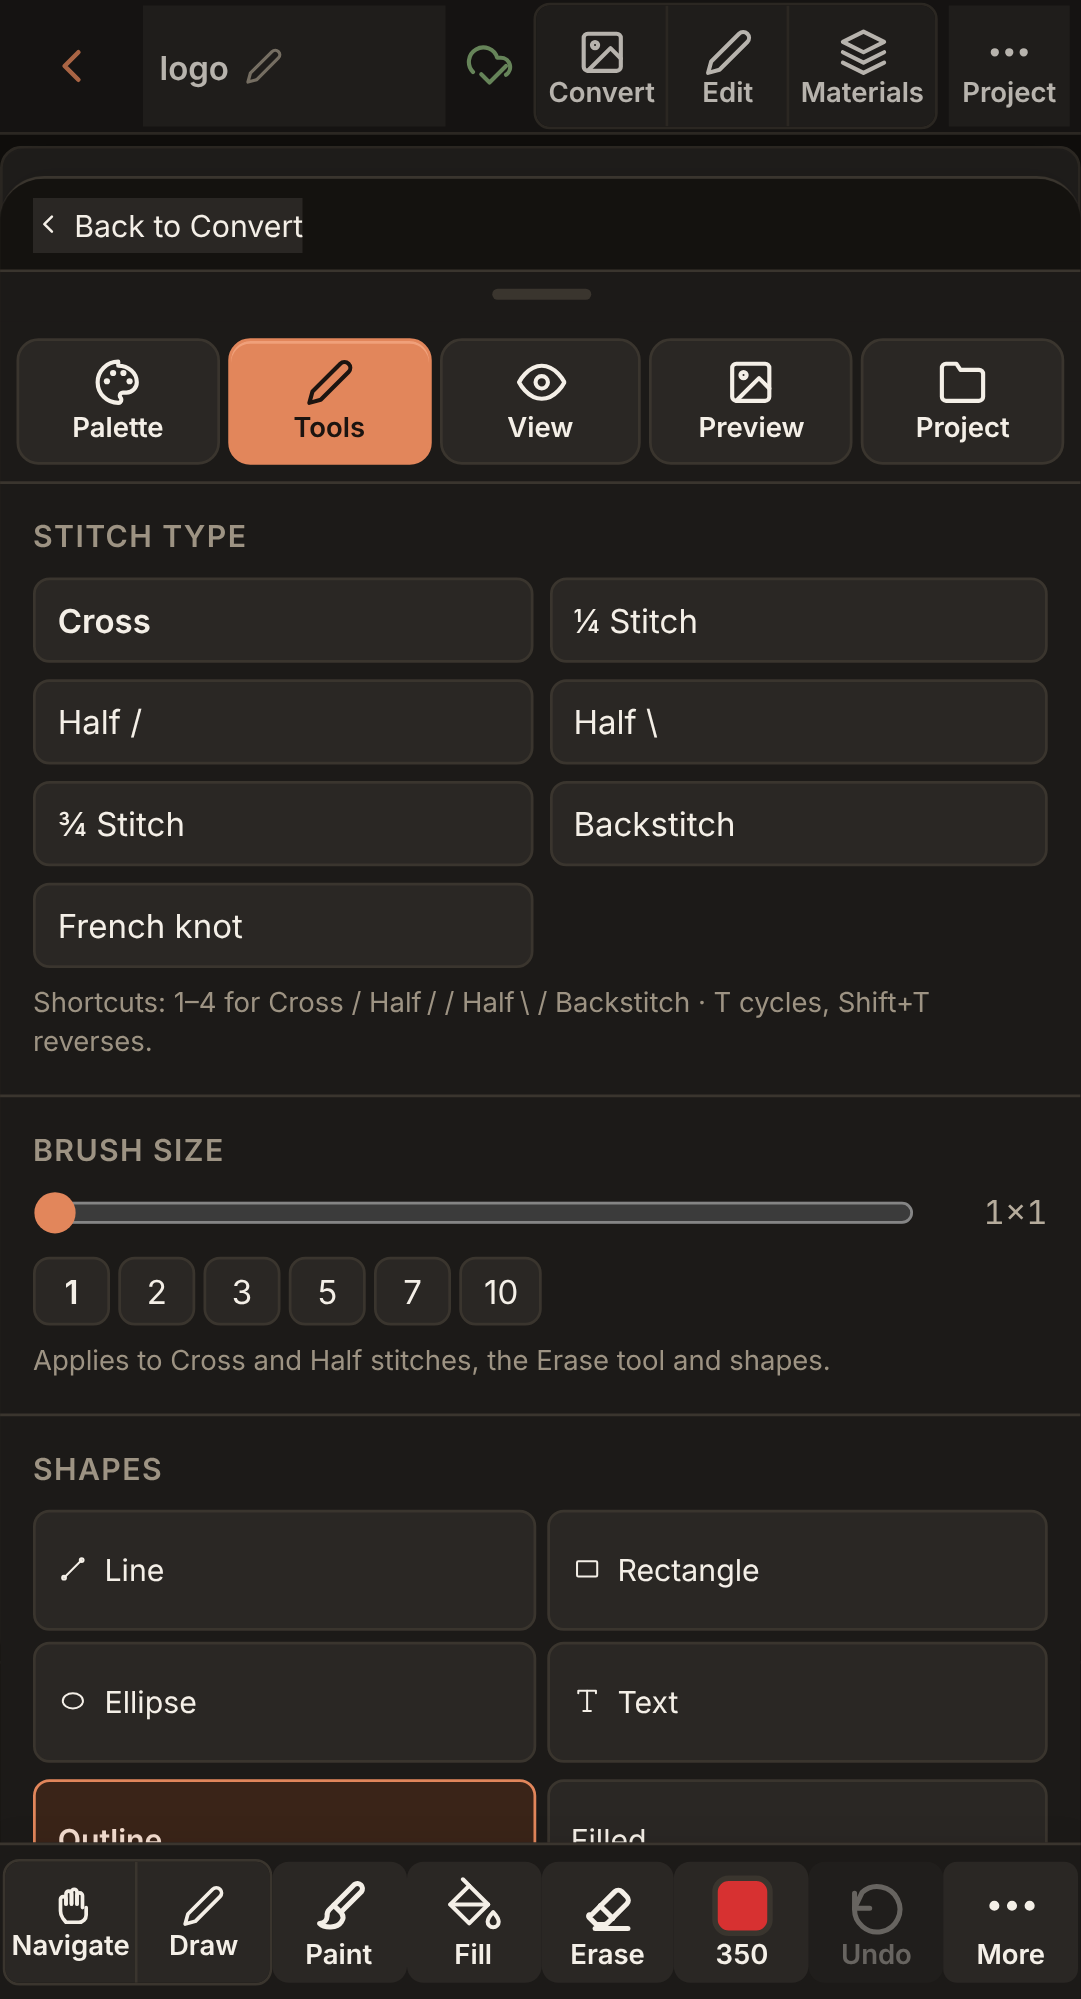 logo
Convert
Edit
Materials
Project
Back to Convert
Palette
Tools
View
Preview
Project
STITCH TYPE
Cross
¼ Stitch
Half /
Half \
¾ Stitch
Backstitch
French knot
Shortcuts: 1–4 for Cross / Half / / Half \ / Backstitch · T cycles, Shift+T
reverses.
BRUSH SIZE
1×1
1
2
3
5
7
10
Applies to Cross and Half stitches, the Erase tool and shapes.
SHAPES
Line
Rectangle
Ellipse
Text
Outline
Filled
Navigate
Draw
Paint
Fill
Erase
350
Undo
More